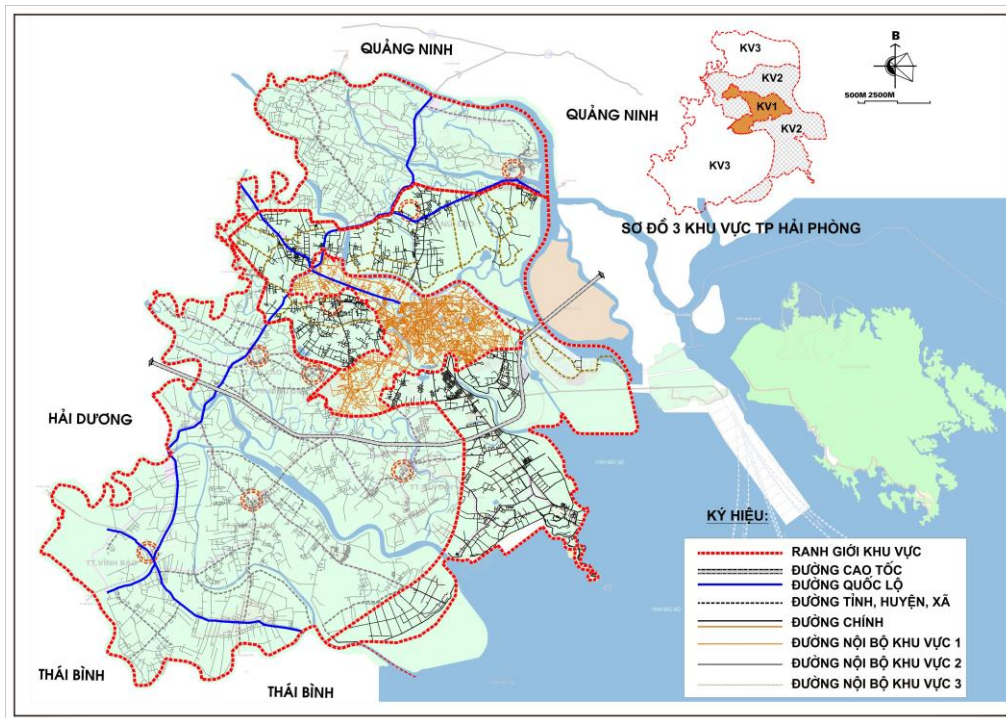 QUẢNG NINH
QUẢNG NINH
KV3
KV2
KV1
KV2
KV3
B
500M 2500M
SƠ ĐỒ 3 KHU VỰC TP HẢI PHÒNG
HẢI DƯƠNG
TT.VĨNH BẢO
THÁI BÌNH
THÁI BÌNH
KÝ HIỆU:
RANH GIỚI KHU VỰC
ĐƯỜNG CAO TỐC
ĐƯỜNG QUỐC LỘ
ĐƯỜNG TỈNH, HUYỆN, XÃ
ĐƯỜNG CHÍNH
ĐƯỜNG NỘI BỘ KHU VỰC 1
ĐƯỜNG NỘI BỘ KHU VỰC 2
ĐƯỜNG NỘI BỘ KHU VỰC 3